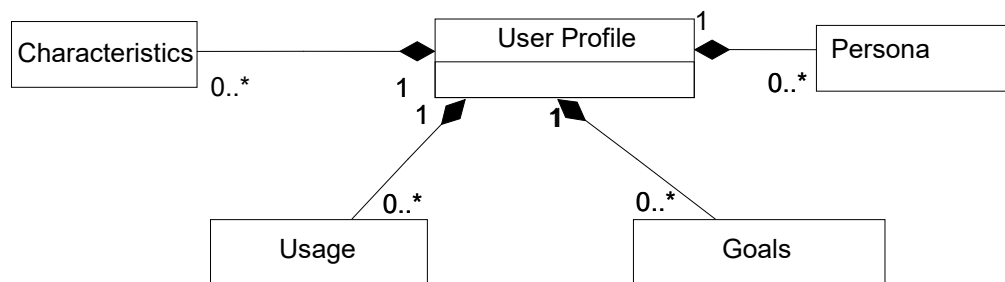 1
User Profile
Characteristics
Persona
0..*
1
0..*
1
1
0..*
0..*
Usage
Goals